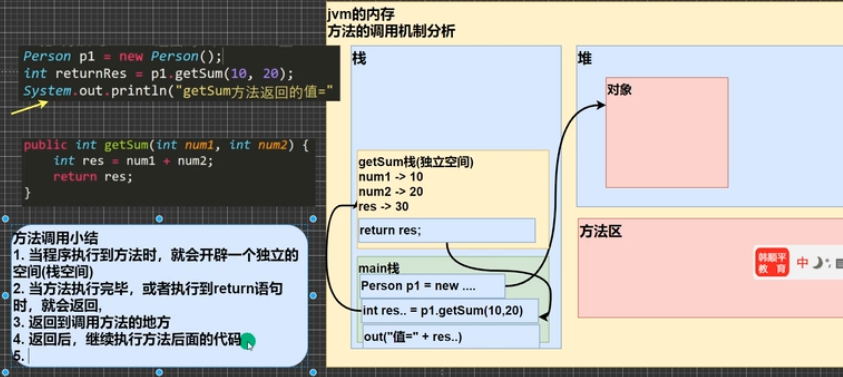 Person p1 = new Person();
int returnRes = p1.getSum(10, 20);
System.out.println("getSum方法返回的值="
public int getSum(int num1, int num2) {
int res = num1 + num2;
return res;
}
方法调用小结
1. 当程序执行到方法时，就会开辟一个独立的
空间(栈空间)
2. 当方法执行完毕，或者执行到return语句
时，就会返回,
3. 返回到调用方法的地方
4. 返回后，继续执行方法后面的代码
5.
jvm的内存
方法的调用机制分析
栈
getSum栈(独立空间)
num1 -> 10
num2 -> 20
res -> 30
return res;
main栈
Person p1 = new ....
int res.. = p1.getSum(10,20)
out("值=" + res..)
堆
对象
方法区
韩顺平
教育
中